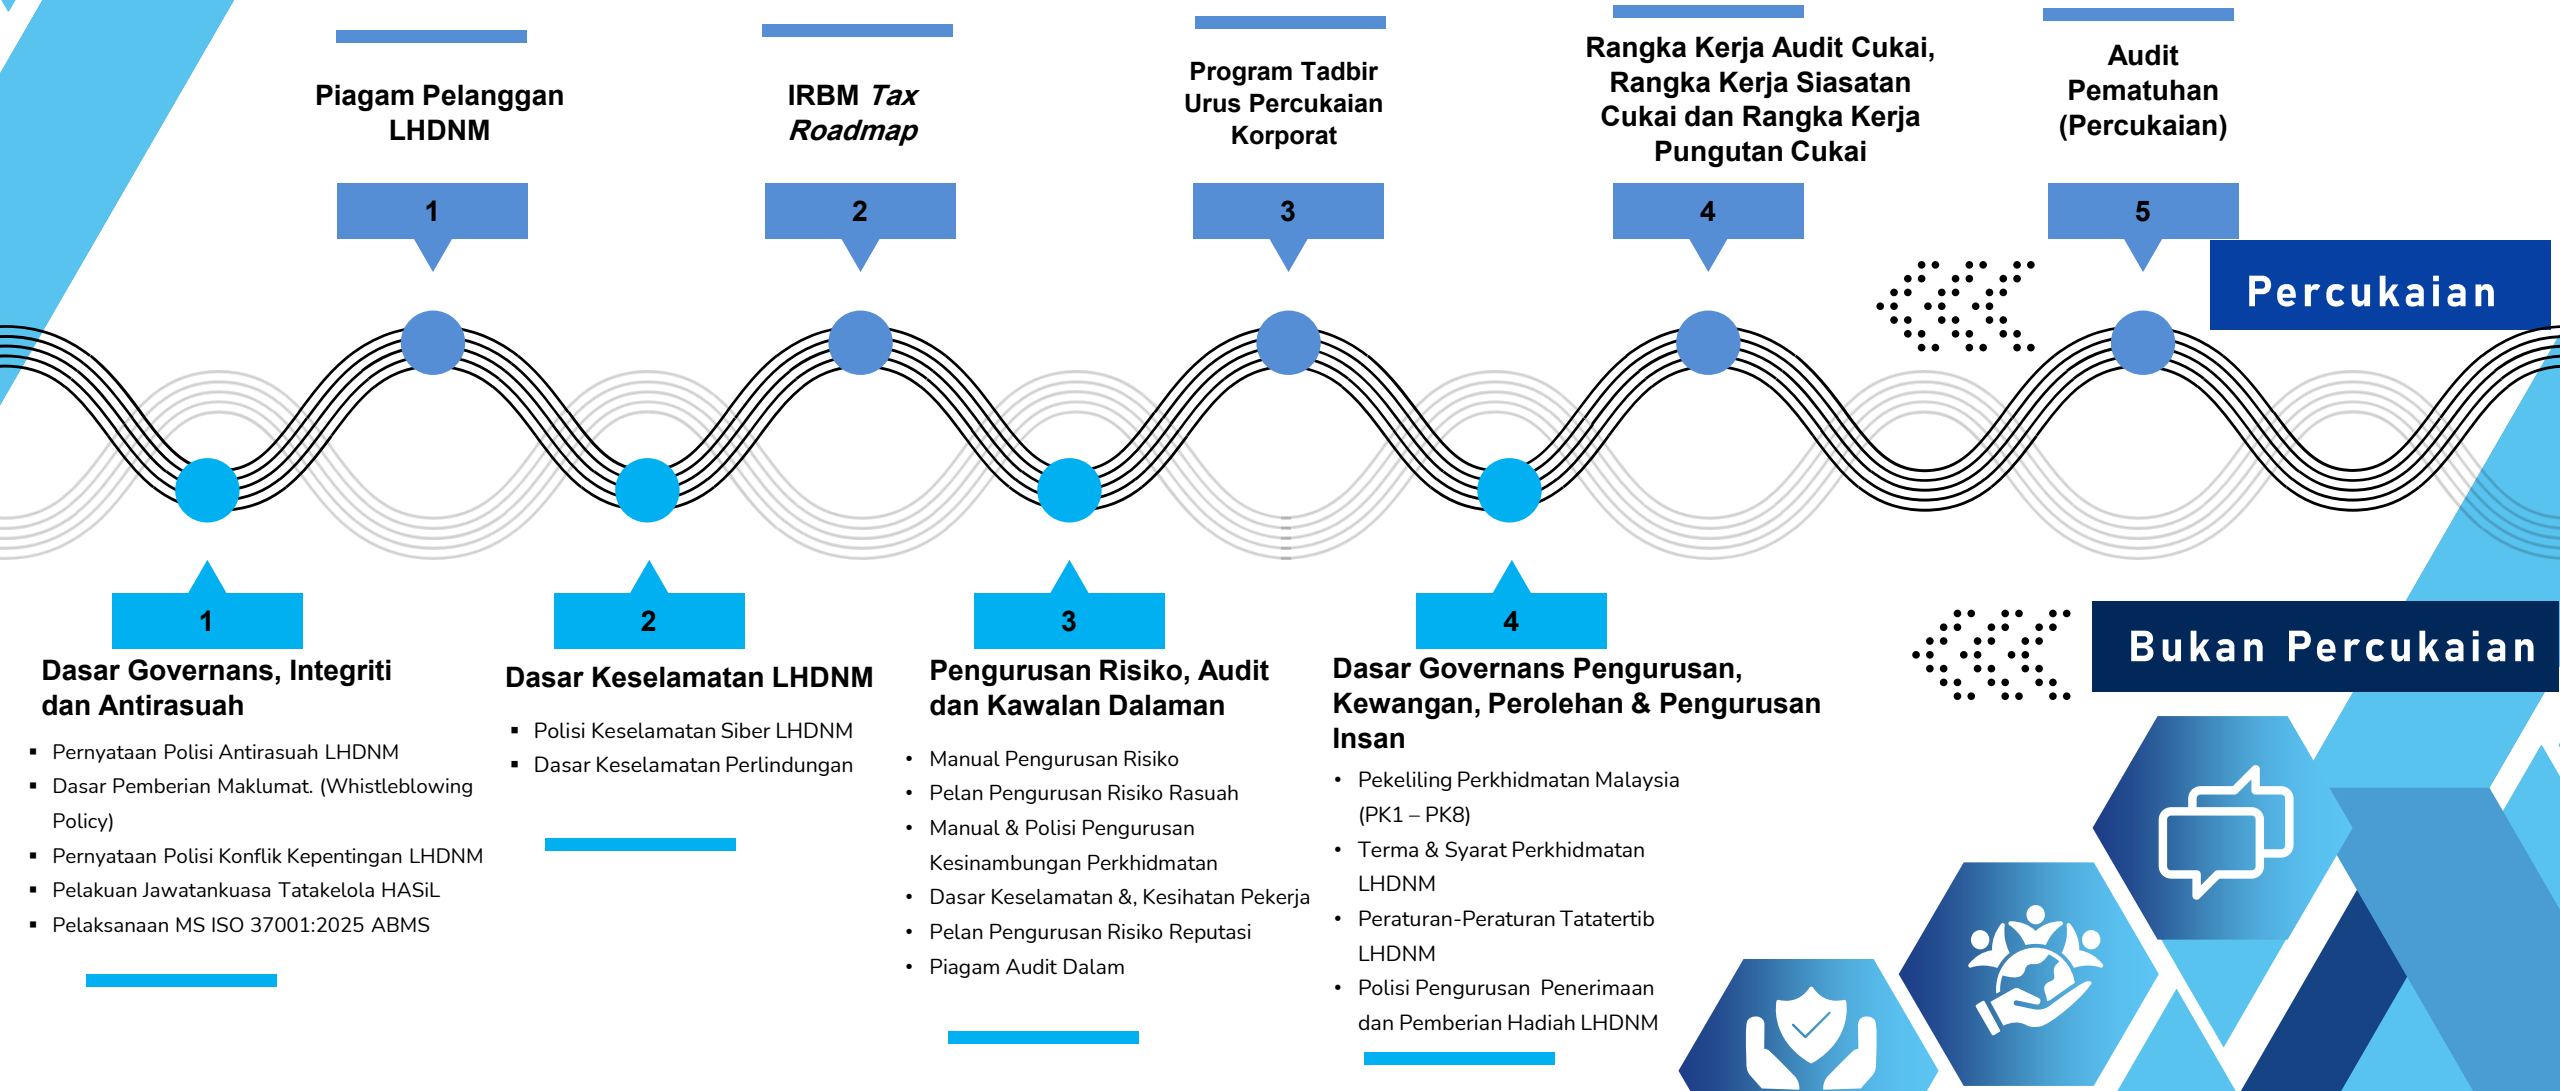 Piagam Pelanggan
LHDNM
1
IRBM Tax
Roadmap
2
Program Tadbir
Urus Percukaian
Korporat
3
Rangka Kerja Audit Cukai,
Rangka Kerja Siasatan
Cukai dan Rangka Kerja
Pungutan Cukai
4
Audit
Pematuhan
(Percukaian)
5
Percukaian
1
Dasar Governans, Integriti
dan Antirasuah
▪ Pernyataan Polisi Antirasuah LHDNM
▪ Dasar Pemberian Maklumat. (Whistleblowing
Policy)
▪ Pernyataan Polisi Konflik Kepentingan LHDNM
▪ Pelakuan Jawatankuasa Tatakelola HASiL
▪ Pelaksanaan MS ISO 37001:2025 ABMS
2
Dasar Keselamatan LHDNM
▪ Polisi Keselamatan Siber LHDNM
▪ Dasar Keselamatan Perlindungan
3
Pengurusan Risiko, Audit
dan Kawalan Dalaman
• Manual Pengurusan Risiko
• Pelan Pengurusan Risiko Rasuah
• Manual & Polisi Pengurusan
Kesinambungan Perkhidmatan
• Dasar Keselamatan &, Kesihatan Pekerja
• Pelan Pengurusan Risiko Reputasi
• Piagam Audit Dalam
4
Dasar Governans Pengurusan,
Kewangan, Perolehan & Pengurusan
Insan
• Pekeliling Perkhidmatan Malaysia
(PK1 – PK8)
• Terma & Syarat Perkhidmatan
LHDNM
• Peraturan-Peraturan Tatatertib
LHDNM
• Polisi Pengurusan Penerimaan
dan Pemberian Hadiah LHDNM
Bukan Percukaian